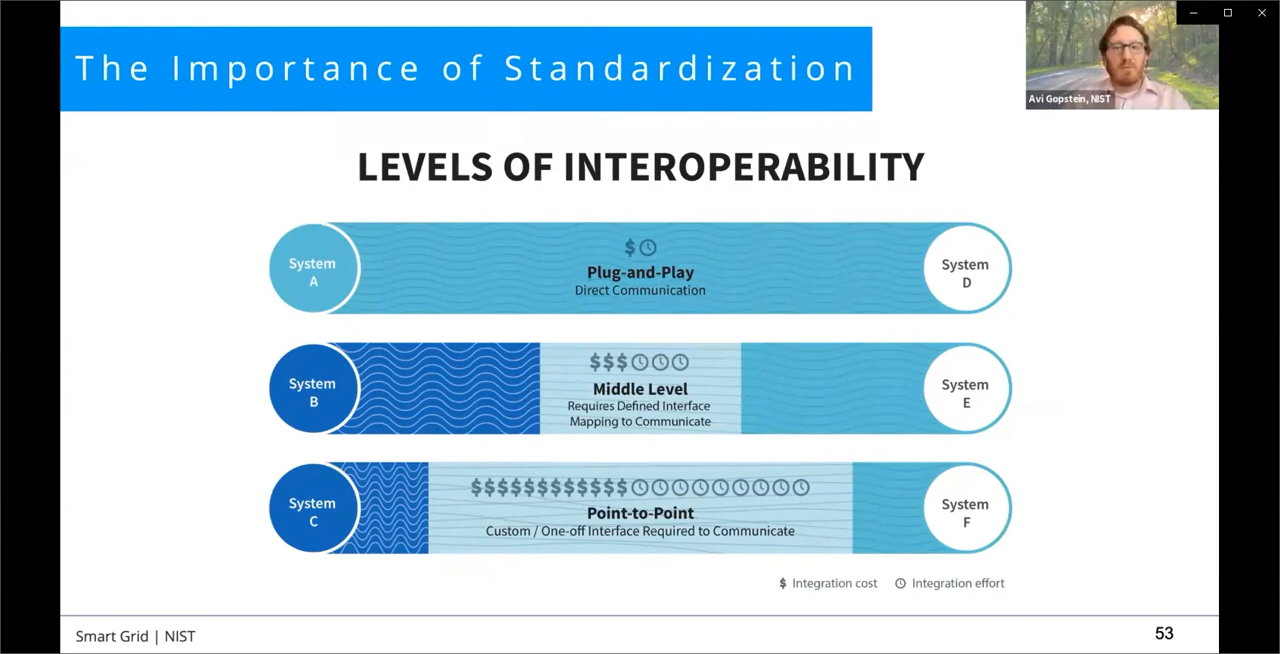 The Importance of Standardization
Avi Gopstein, NIST
LEVELS OF INTEROPERABILITY
System
A
$
Plug-and-Play
Direct Communication
System
D
System
B
$$$
Middle Level
Requires Defined Interface
Mapping to Communicate
System
E
System
C
$$$$$$$$$$$$
Point-to-Point
Custom / One-off Interface Required to Communicate
System
F
$ Integration cost
Integration effort
Smart Grid | NIST
53